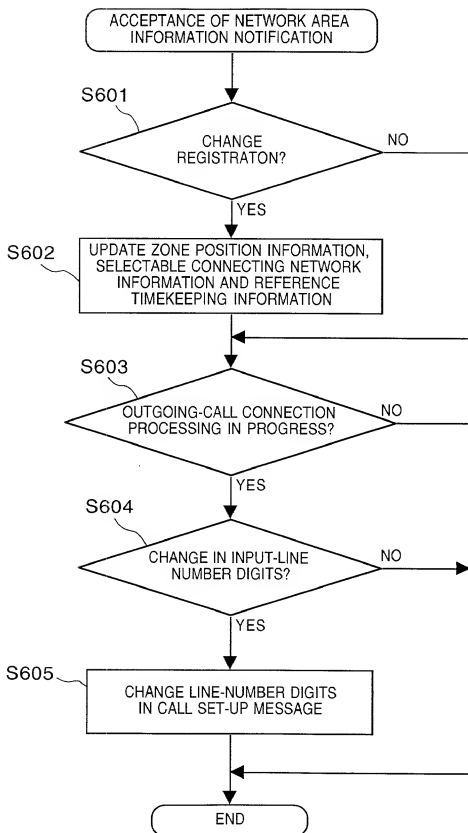 ACCEPTANCE OF NETWORK AREA
INFORMATION NOTIFICATION
S601
CHANGE
REGISTRATON?
NO
YES
S602
UPDATE ZONE POSITION INFORMATION,
SELECTABLE CONNECTING NETWORK
INFORMATION AND REFERENCE
TIMEKEEPING INFORMATION
S603
OUTGOING-CALL CONNECTION
PROCESSING IN PROGRESS?
NO
YES
S604
CHANGE IN INPUT-LINE
NUMBER DIGITS?
NO
YES
S605
CHANGE LINE-NUMBER DIGITS
IN CALL SET-UP MESSAGE
END